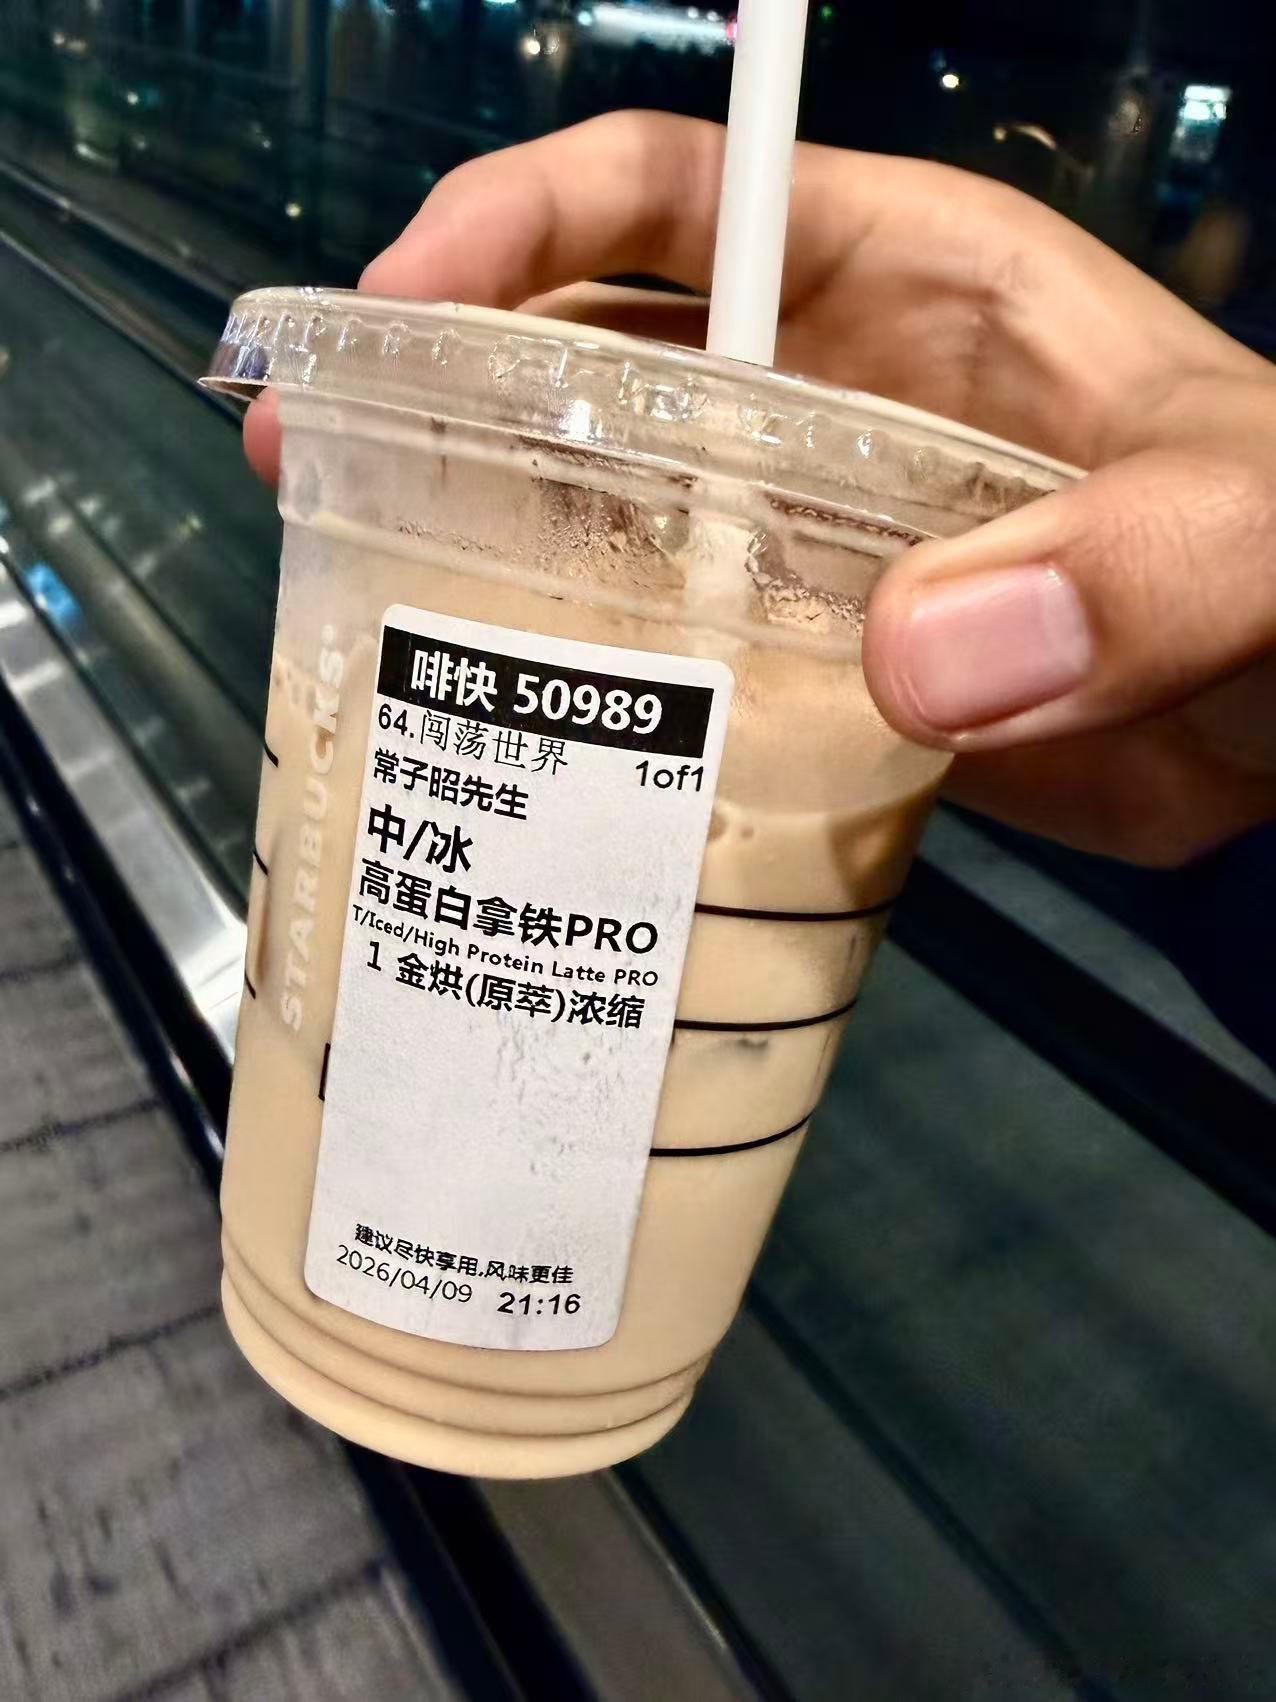 啡快 50989
64.闯荡世界
1of1
常子昭先生
中/冰
高蛋白拿铁PRO
T/Iced/High Protein Latte PRO
1 金烘(原萃)浓缩
建议尽快享用,风味更佳
2026/04/09 21:16
STARBUCKS®